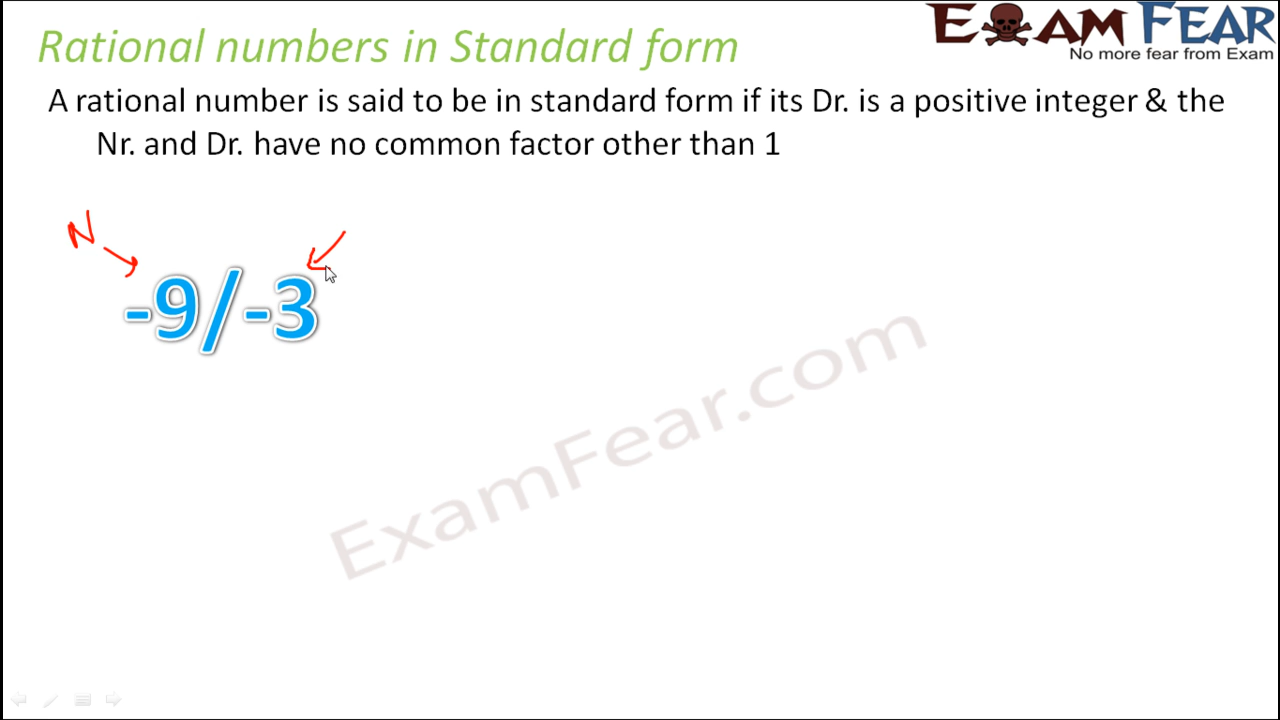 Rational numbers in Standard form
EXAM FEAR
No more fear from Exam
A rational number is said to be in standard form if its Dr. is a positive integer & the
Nr. and Dr. have no common factor other than 1
N
-9/-3
ExamFear.com